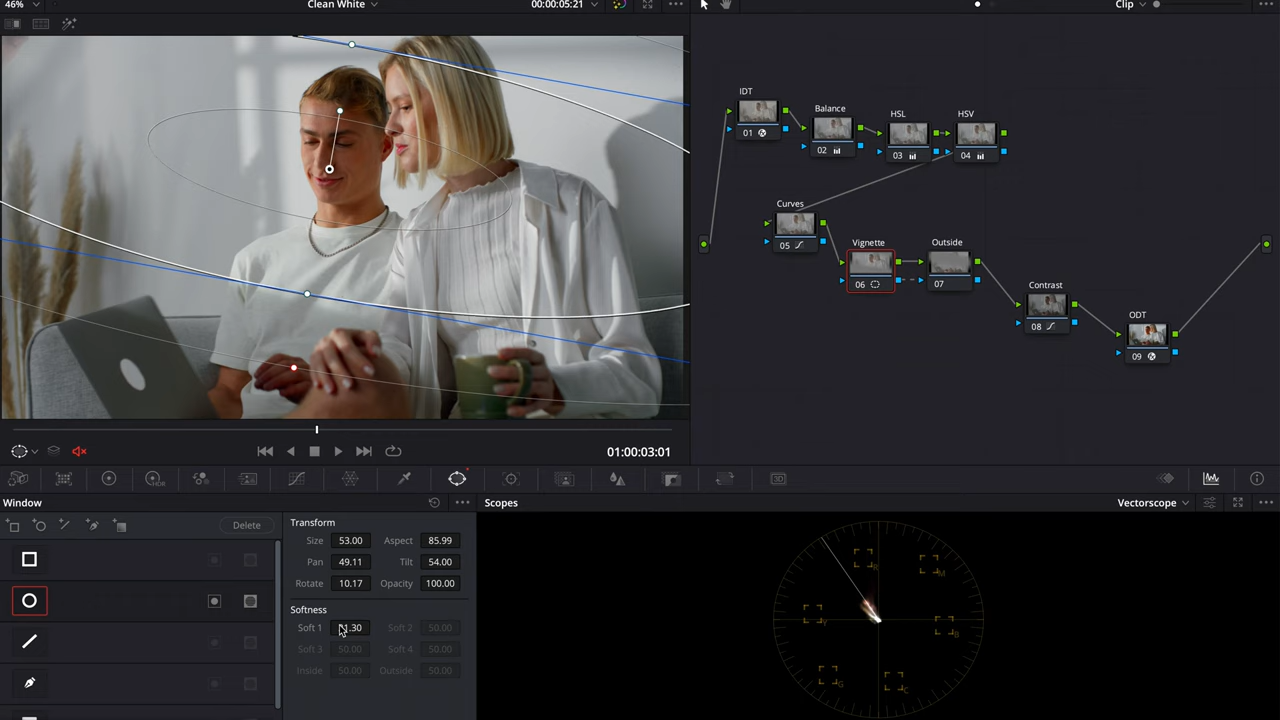 46%
Clean White
00:00:05:21
Clip
IDT
01
Balance
02
HSL
03
HSV
04
Curves
05
Vignette
06
Outside
07
Contrast
08
ODT
09
01:00:03:01
HDR
3D
Window
Scopes
Vectorscope
Delete
Transform
Size 53.00 Aspect 85.99
Pan 49.11 Tilt 54.00
Rotate 10.17 Opacity 100.00
Softness
Soft 1 .30 Soft 2 50.00
Soft 3 50.00 Soft 4 50.00
Inside 50.00 Outside 50.00
R
M
Y
B
G
C